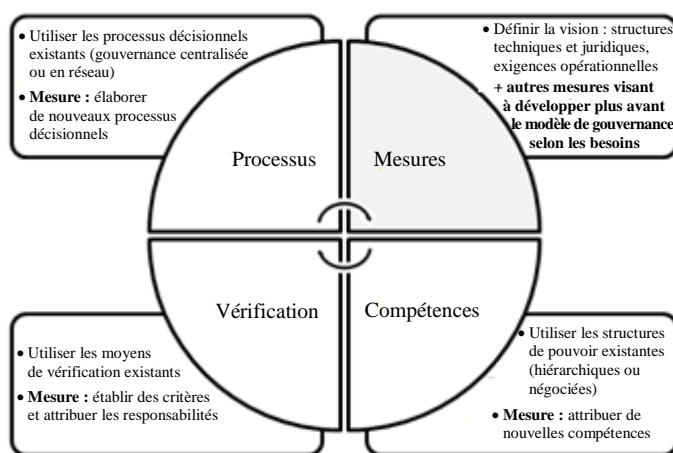 • Utiliser les processus décisionnels
existants (gouvernance centralisée
ou en réseau)
• Mesure : élaborer
de nouveaux processus
décisionnels
• Définir la vision : structures
techniques et juridiques,
exigences opérationnelles
+ autres mesures visant
à développer plus avant
le modèle de gouvernance
selon les besoins
Processus
Mesures
Vérification
Compétences
• Utiliser les moyens
de vérification existants
• Mesure : établir des critères
et attribuer les responsabilités
• Utiliser les structures
de pouvoir existantes
(hiérarchiques ou
négociées)
• Mesure : attribuer de
nouvelles compétences